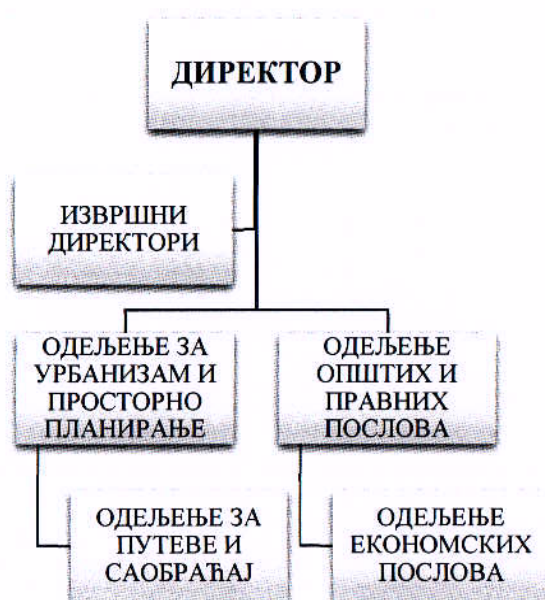 ДИРЕКТОР
ИЗВРШНИ
ДИРЕКТОРИ
ОДЕЉЕЊЕ ЗА
УРБАНИЗАМ И
ПРОСТОРНО
ПЛАНИРАЊЕ
ОДЕЉЕЊЕ
ОПШТИХ И
ПРАВНИХ
ПОСЛОВА
ОДЕЉЕЊЕ ЗА
ПУТЕВЕ И
САОБРАЋАЈ
ОДЕЉЕЊЕ
ЕКОНОМСКИХ
ПОСЛОВА